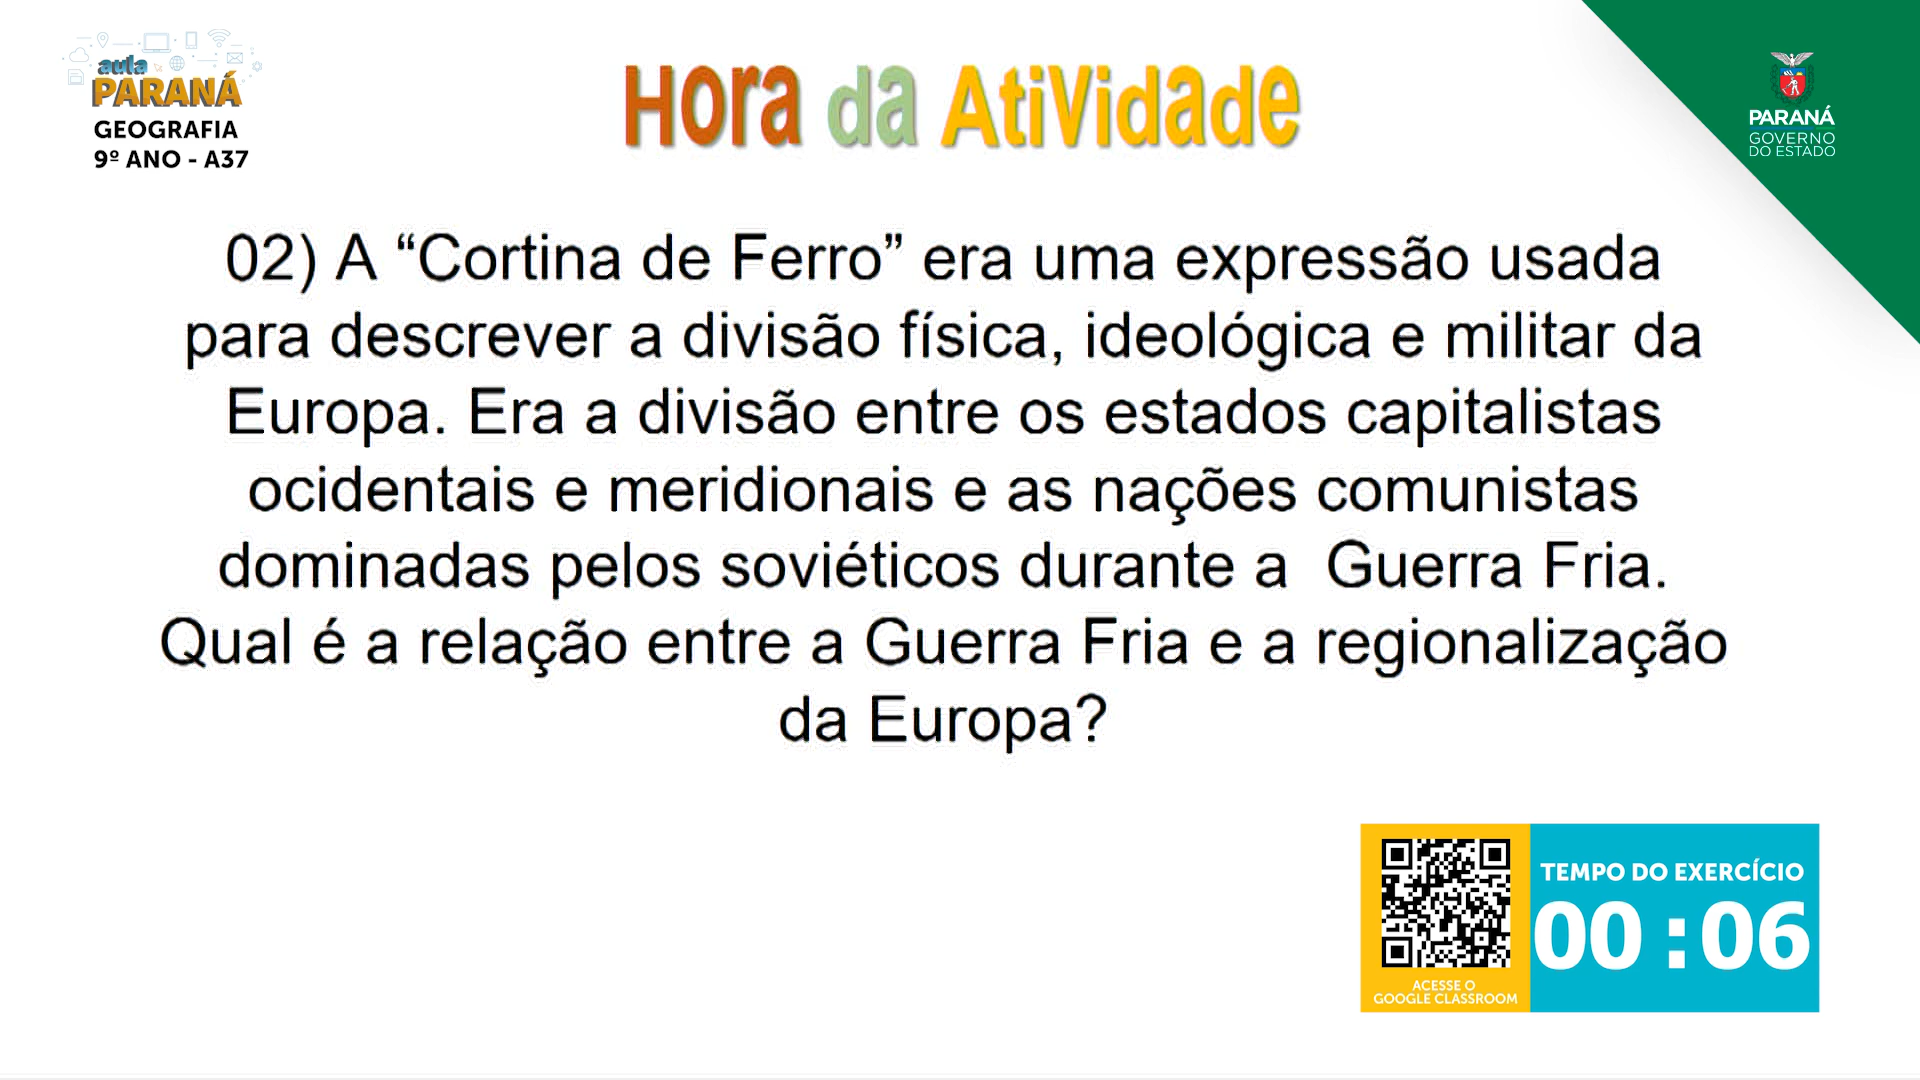 aula
PARANÁ
GEOGRAFIA
9º ANO - A37
Hora da AtiVidade
PARANÁ
GOVERNO
DO ESTADO
02) A “Cortina de Ferro” era uma expressão usada
para descrever a divisão física, ideológica e militar da
Europa. Era a divisão entre os estados capitalistas
ocidentais e meridionais e as nações comunistas
dominadas pelos soviéticos durante a  Guerra Fria.
Qual é a relação entre a Guerra Fria e a regionalização
da Europa?
TEMPO DO EXERCÍCIO
00 : 06
ACESSE O
GOOGLE CLASSROOM